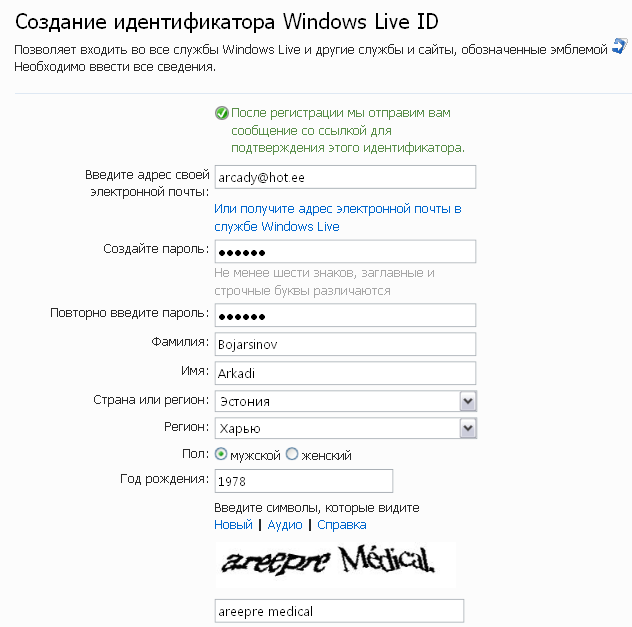 Создание идентификатора Windows Live ID
Позволяет входить во все службы Windows Live и другие службы и сайты, обозначенные эмблемой
Необходимо ввести все сведения.
После регистрации мы отправим вам
сообщение со ссылкой для
подтверждения этого идентификатора.
Введите адрес своей
электронной почты:
arcady@hot.ee
Или получите адрес электронной почты в
службе Windows Live
Создайте пароль:
••••••
Не менее шести знаков, заглавные и
строчные буквы различаются
Повторно введите пароль:
••••••
Фамилия: Bojarsinov
Имя: Arkadi
Страна или регион: Эстония
Регион: Харью
Пол: мужской женский
Год рождения: 1978
Введите символы, которые видите
Новый | Аудио | Справка
areepre Médical.
areepre medical